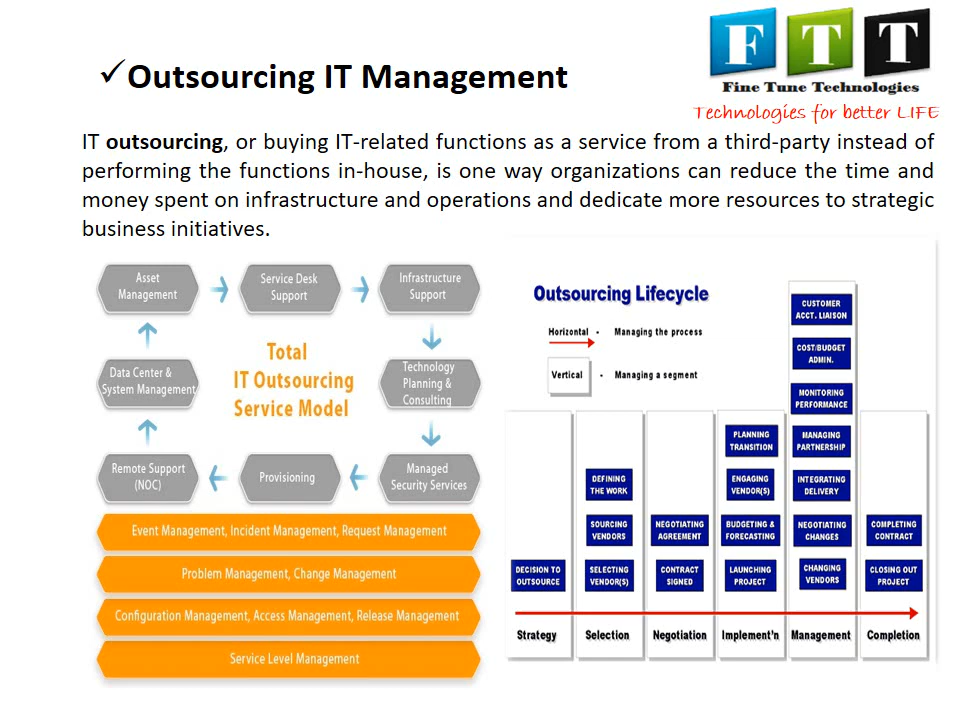 F T T
Fine Tune Technologies
Technologies for better LIFE
✓Outsourcing IT Management
IT outsourcing, or buying IT-related functions as a service from a third-party instead of
performing the functions in-house, is one way organizations can reduce the time and
money spent on infrastructure and operations and dedicate more resources to strategic
business initiatives.
Asset
Management
Service Desk
Support
Infrastructure
Support
Data Center &
System Management
Total
IT Outsourcing
Service Model
Technology
Planning &
Consulting
Remote Support
(NOC)
Provisioning
Managed
Security Services
Event Management, Incident Management, Request Management
Problem Management, Change Management
Configuration Management, Access Management, Release Management
Service Level Management
Outsourcing Lifecycle
Horizontal - Managing the process
Vertical - Managing a segment
DECISION TO
OUTSOURCE
Strategy
DEFINING
THE WORK
SOURCING
VENDORS
SELECTING
VENDOR(S)
Selection
NEGOTIATING
AGREEMENT
CONTRACT
SIGNED
Negotiation
PLANNING
TRANSITION
ENGAGING
VENDOR(S)
BUDGETING &
FORECASTING
LAUNCHING
PROJECT
Implement'n
CUSTOMER
ACCT. LIAISON
COST/BUDGET
ADMIN.
MONITORING
PERFORMANCE
MANAGING
PARTNERSHIP
INTEGRATING
DELIVERY
NEGOTIATING
CHANGES
CHANGING
VENDORS
Management
COMPLETING
CONTRACT
CLOSING OUT
PROJECT
Completion